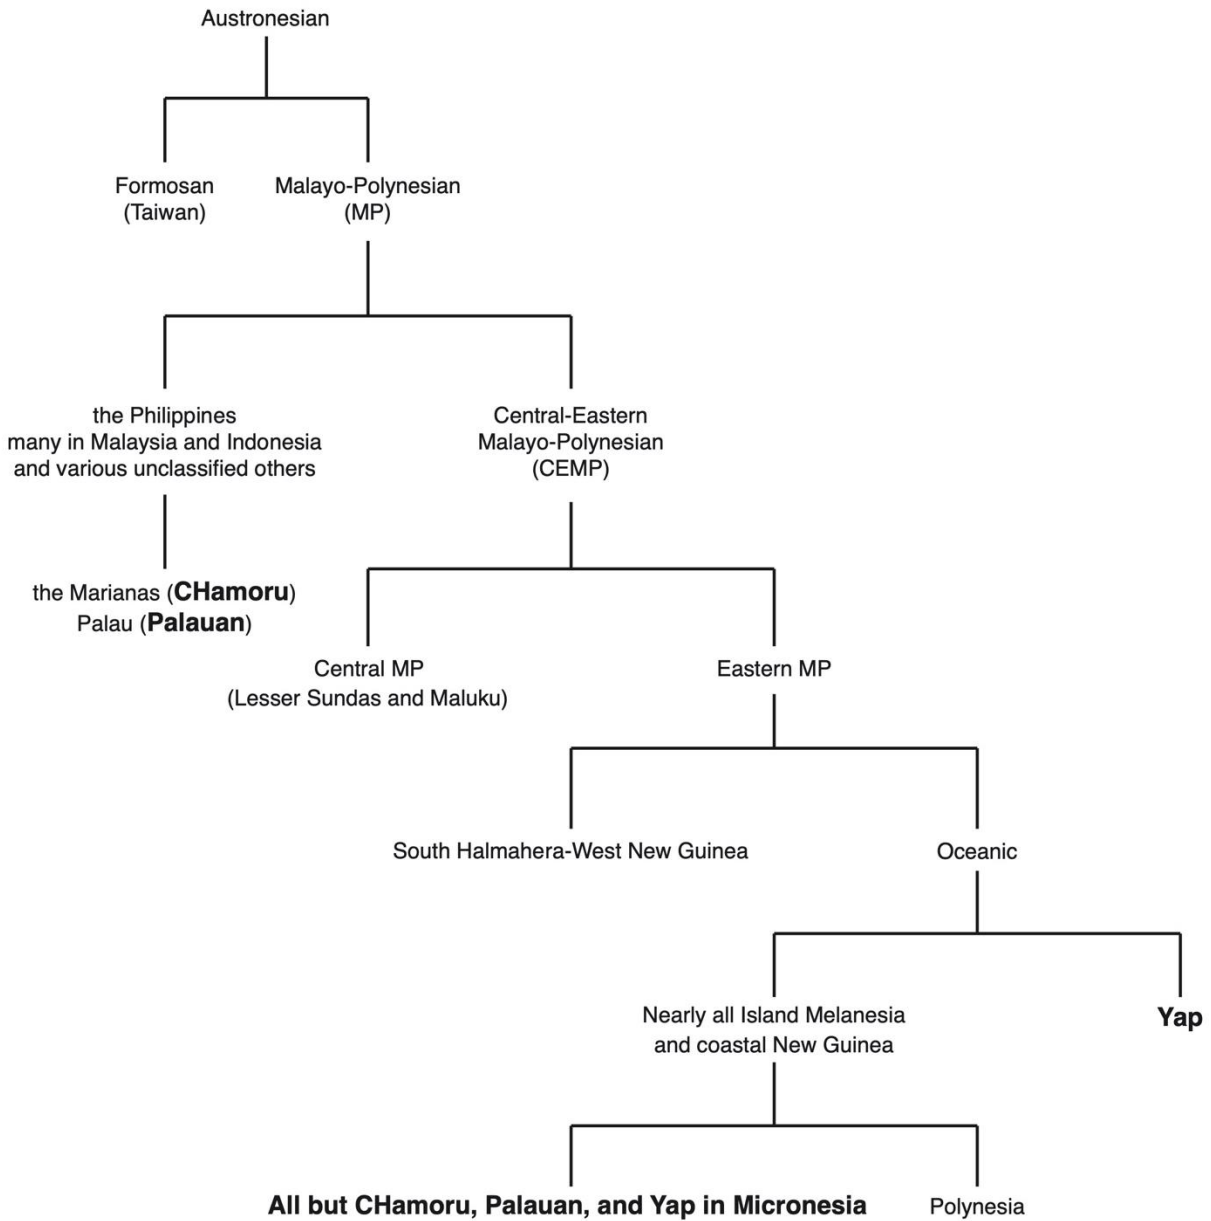 Austronesian
Formosan
(Taiwan)
Malayo-Polynesian
(MP)
the Philippines
many in Malaysia and Indonesia
and various unclassified others
Central-Eastern
Malayo-Polynesian
(CEMP)
the Marianas (CHamoru)
Palau (Palauan)
Central MP
(Lesser Sundas and Maluku)
Eastern MP
South Halmahera-West New Guinea
Oceanic
Nearly all Island Melanesia
and coastal New Guinea
Yap
All but CHamoru, Palauan, and Yap in Micronesia
Polynesia